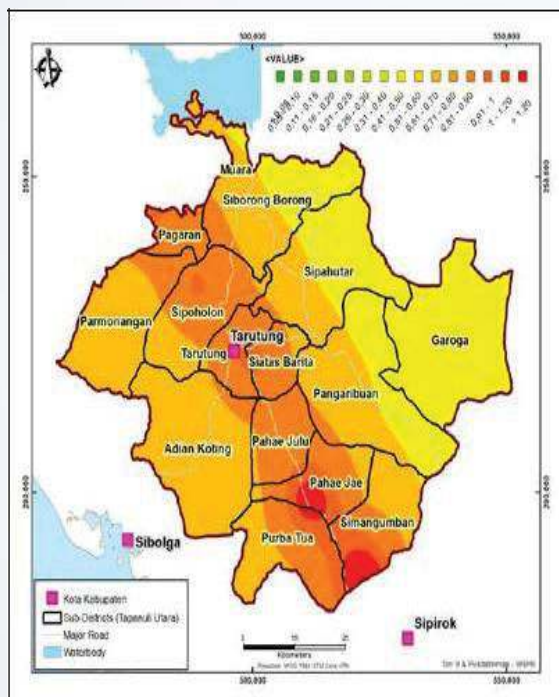 500,000
550,000
<VALUE>
0,11 - 0,15
0,16 - 0,20
0,21 - 0,25
0,26 - 0,30
0,31 - 0,40
0,41 - 0,50
0,51 - 0,60
0,61 - 0,70
0,71 - 0,80
0,81 - 0,90
0,91 - 1
1 - 1,20
> 1,20
Muara
Siborong Borong
Pagaran
Sipahutar
Sipoholon
Parmonangan
Tarutung
Garoga
Tarutung
Siatas Barita
Pangaribuan
Adian Koting
Pahae Julu
Pahae Jae
Simangumban
Purba Tua
Sibolga
Sipirok
Kota Kabupaten
Sub-Districts (Tapanuli Utara)
Major Road
Waterbody
Kilometers
500,000
550,000